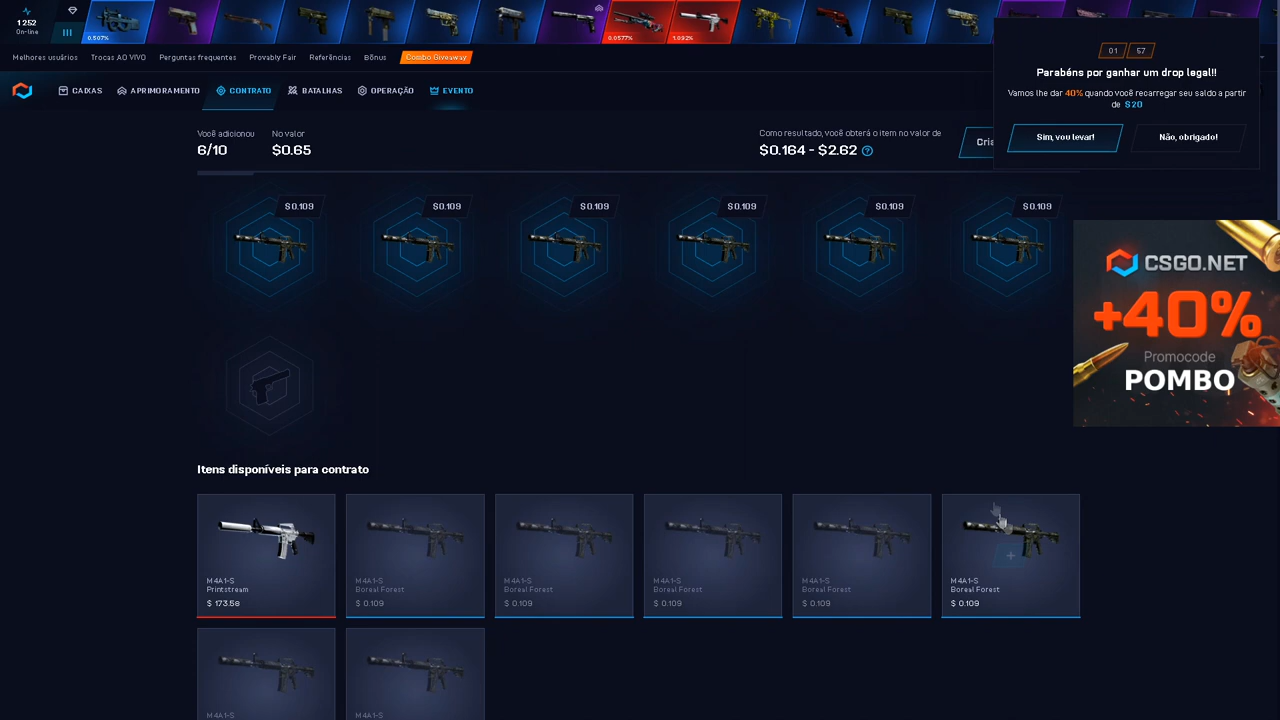 1 252
On-line
0.507%
0.0577%
1.092%
Melhores usuários
Trocas AO VIVO
Perguntas frequentes
Provably Fair
Referências
Bônus
Combo Giveaway
CAIXAS
APRIMORAMENTO
CONTRATO
BATALHAS
OPERAÇÃO
EVENTO
01 57
Parabéns por ganhar um drop legal!!
Vamos lhe dar 40% quando você recarregar seu saldo a partir
de $20
Sim, vou levar!
Não, obrigado!
Você adicionou
6/10
No valor
$0.65
Como resultado, você obterá o item no valor de
$0.164 - $2.62
Cria
$0.109
$0.109
$0.109
$0.109
$0.109
$0.109
CSGO.NET
+40%
Promocode
POMBO
Itens disponíveis para contrato
M4A1-S
Printstream
$ 173.58
M4A1-S
Boreal Forest
$ 0.109
M4A1-S
Boreal Forest
$ 0.109
M4A1-S
Boreal Forest
$ 0.109
M4A1-S
Boreal Forest
$ 0.109
M4A1-S
Boreal Forest
$ 0.109
M4A1-S
M4A1-S